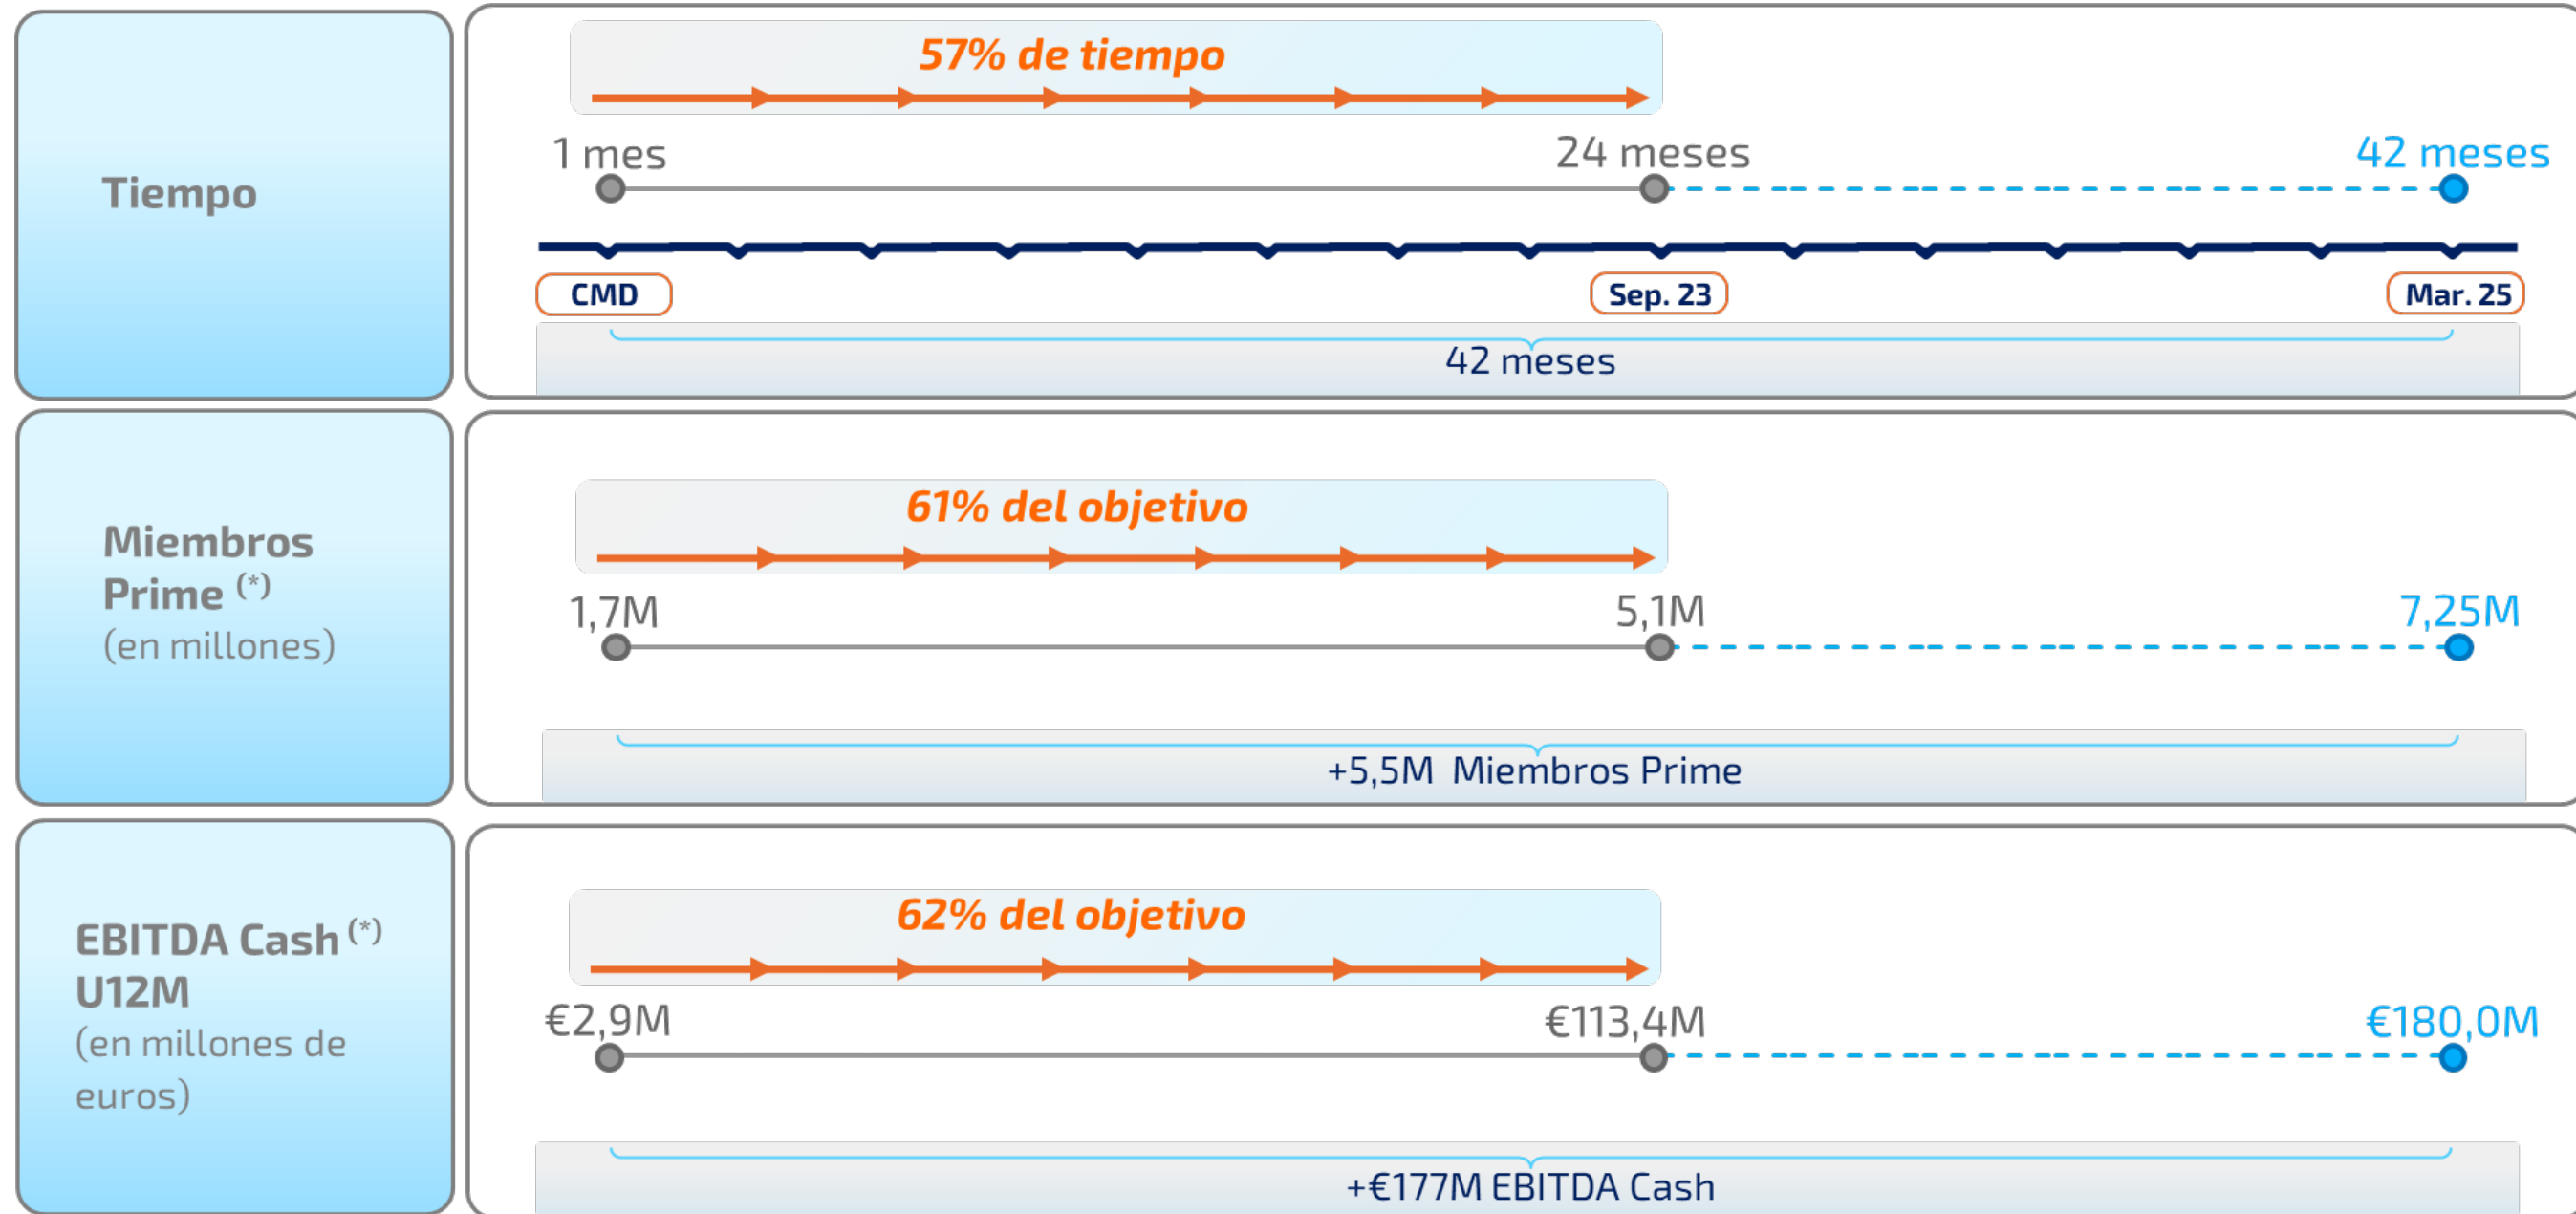 Tiempo
57% de tiempo
1 mes
24 meses
42 meses
CMD
Sep. 23
Mar. 25
42 meses
Miembros
Prime (*)
(en millones)
61% del objetivo
1,7M
5,1M
7,25M
+5,5M Miembros Prime
EBITDA Cash (*)
U12M
(en millones de
euros)
62% del objetivo
€2,9M
€113,4M
€180,0M
+€177M EBITDA Cash